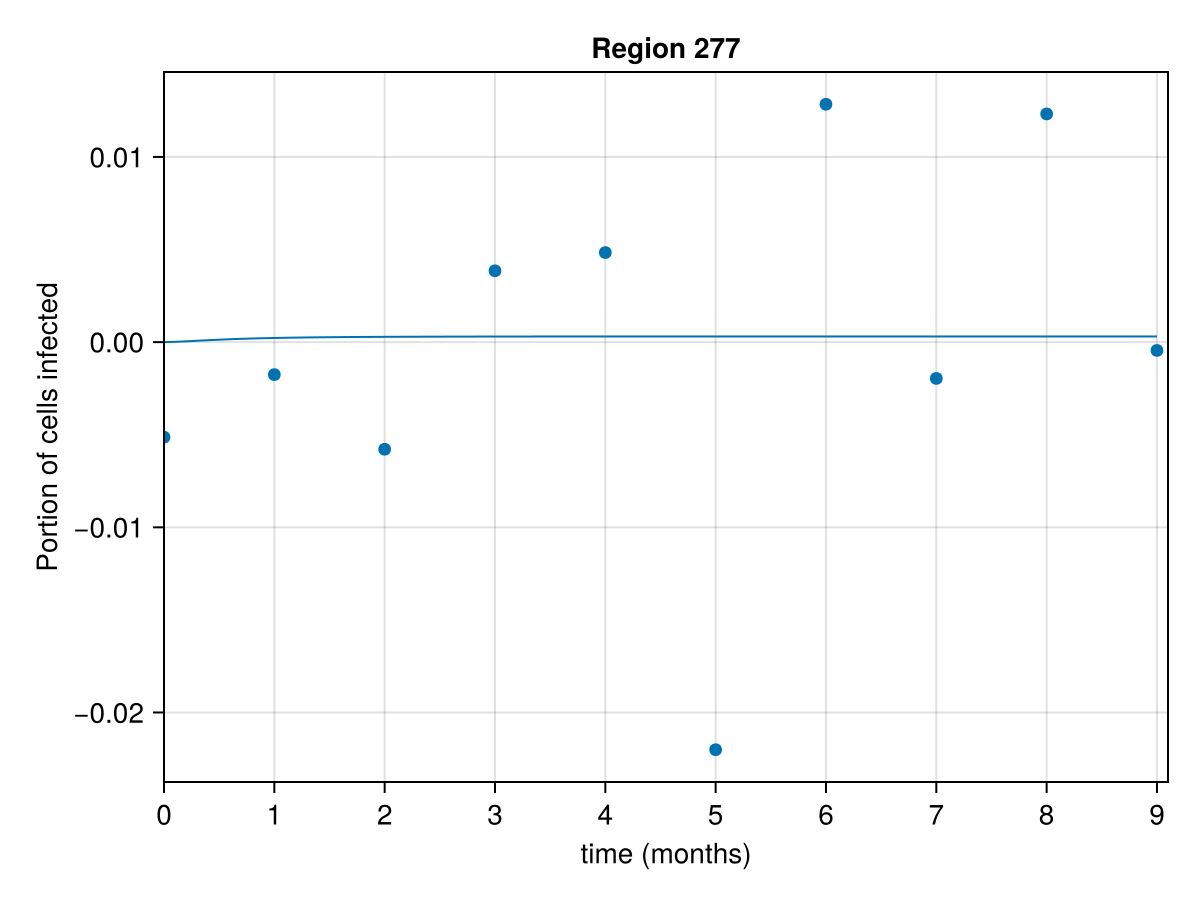 Region 277
Portion of cells infected
0.01
0.00
−0.01
−0.02
0 1 2 3 4 5 6 7 8 9
time (months)